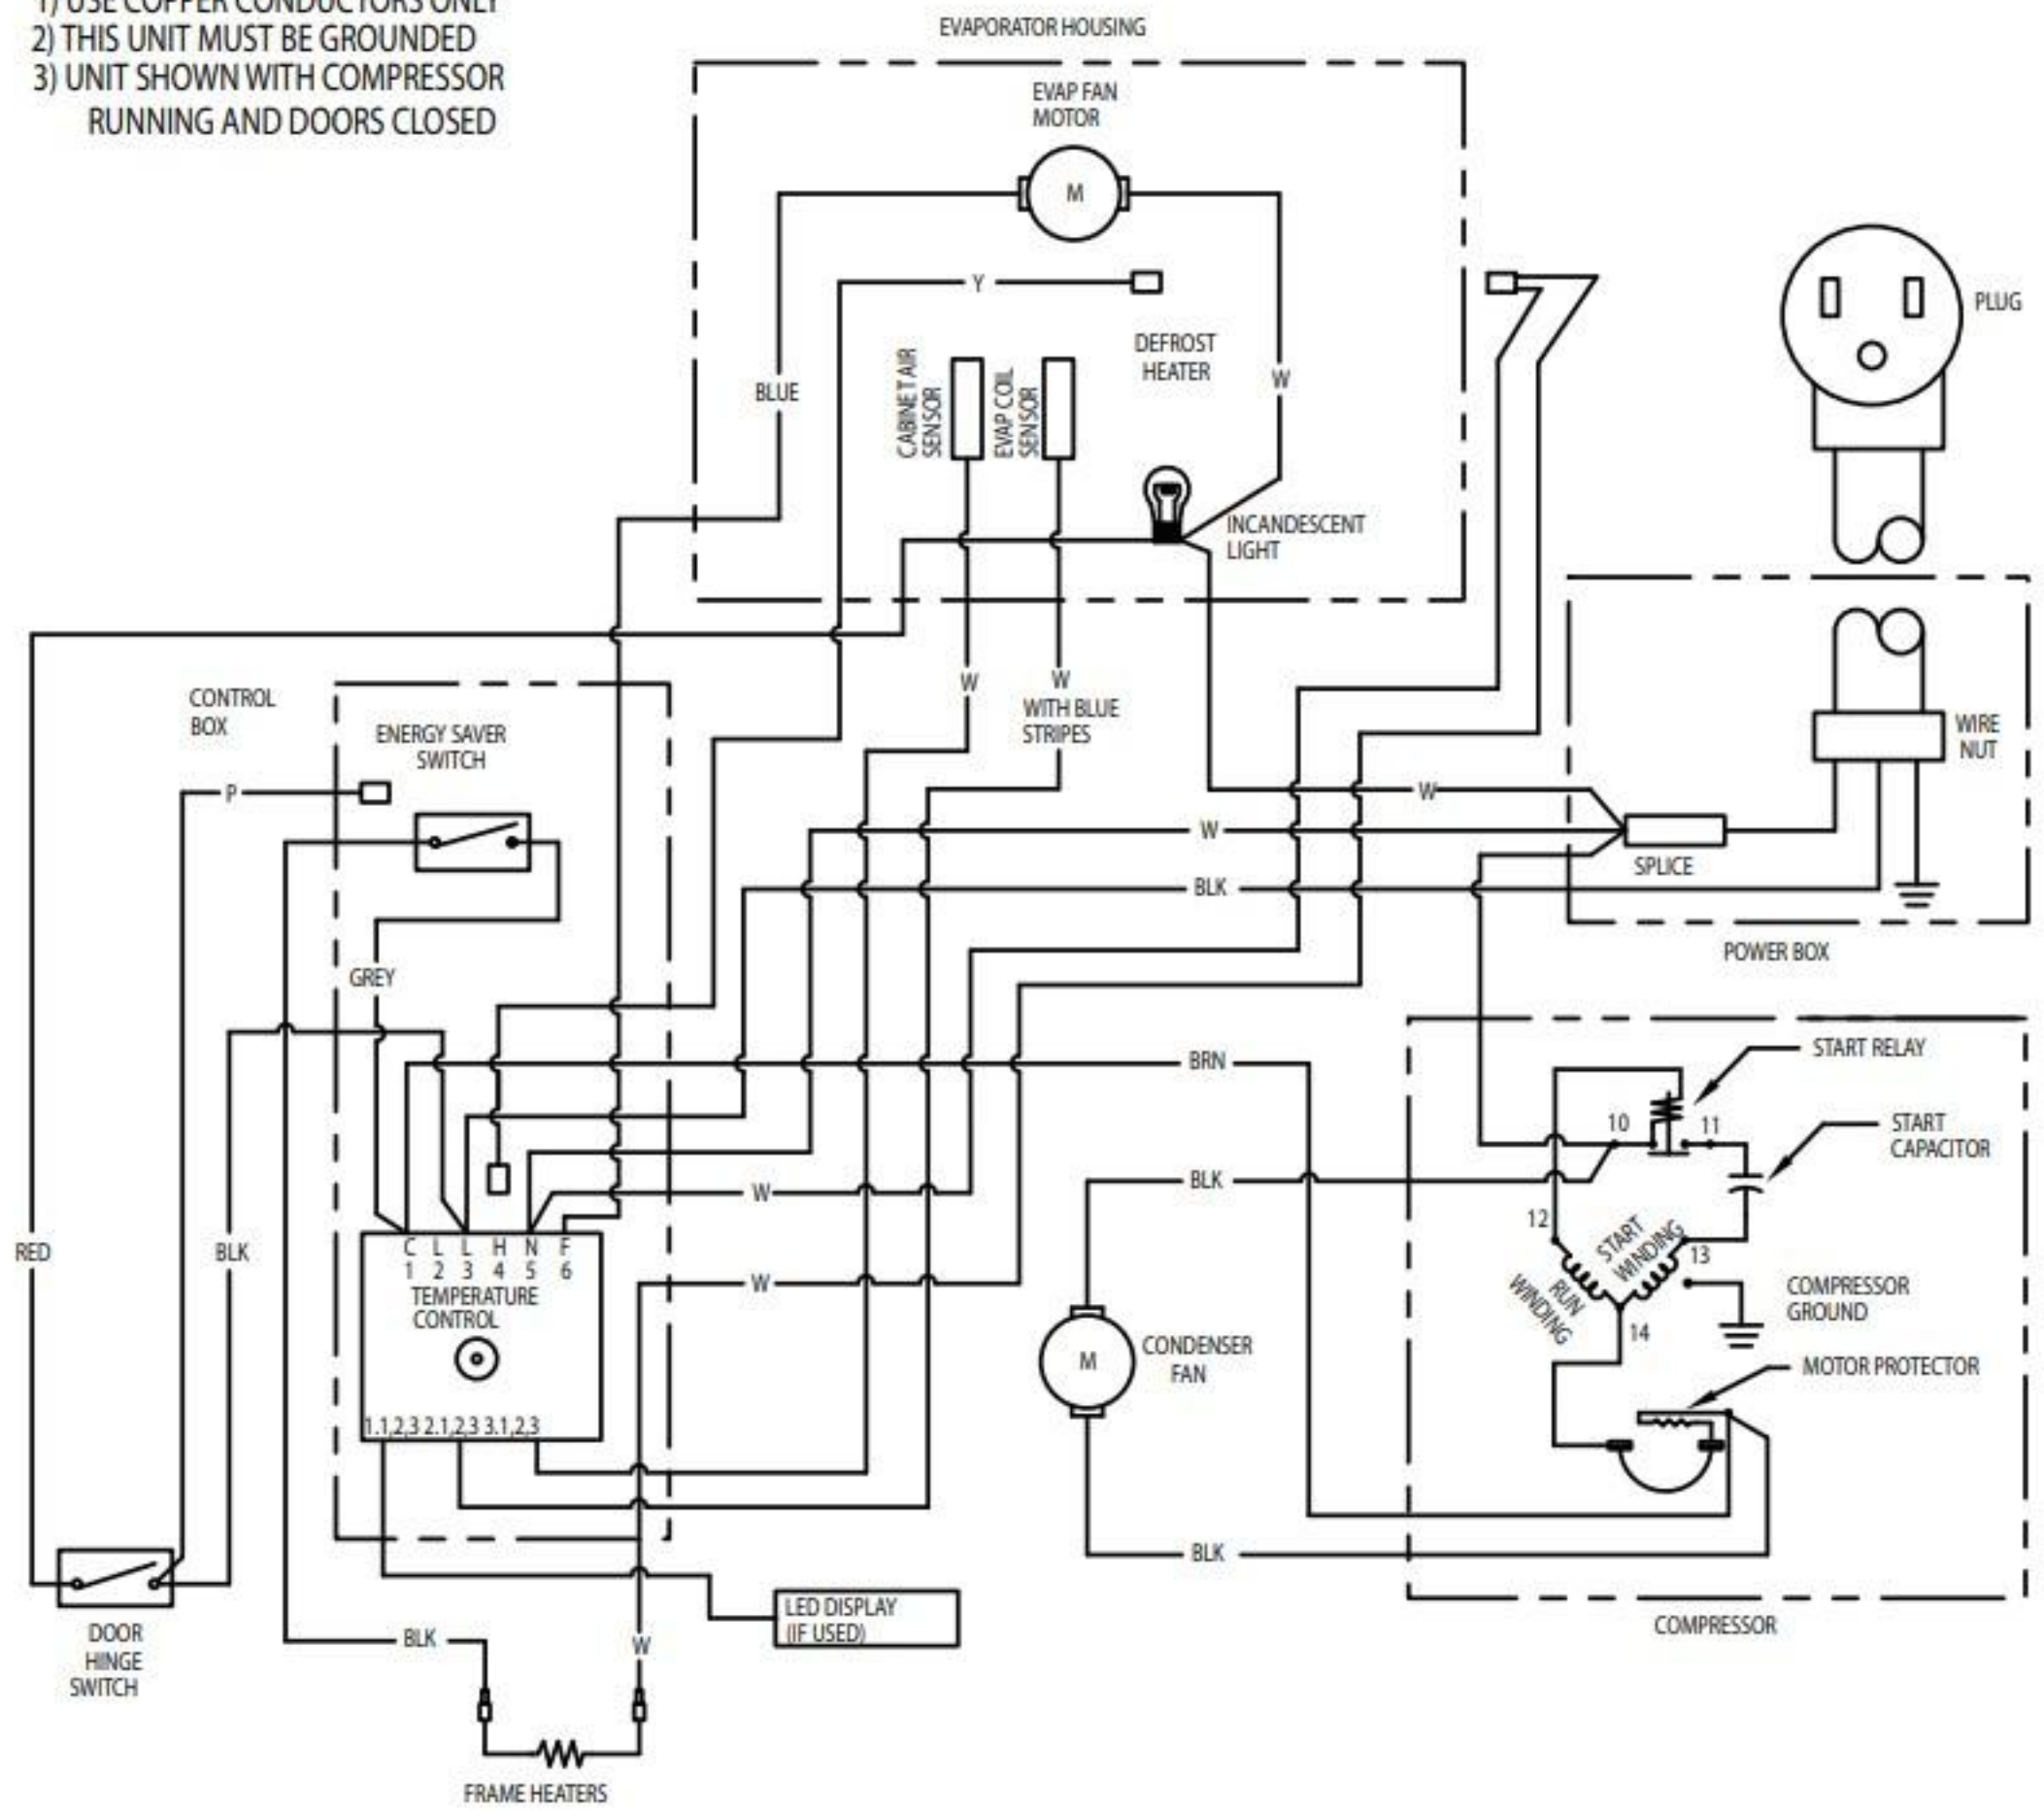 1) USE COPPER CONDUCTORS ONLY
2) THIS UNIT MUST BE GROUNDED
3) UNIT SHOWN WITH COMPRESSOR
RUNNING AND DOORS CLOSED
EVAPORATOR HOUSING
EVAP FAN
MOTOR
M
Y
DEFROST
HEATER
BLUE
CABINET AIR
SENSOR
EVAP COIL
SENSOR
W
INCANDESCENT
LIGHT
PLUG
W
W
WITH BLUE
STRIPES
CONTROL
BOX
ENERGY SAVER
SWITCH
P
WIRE
NUT
W
W
SPLICE
BLK
POWER BOX
GREY
BRN
START RELAY
10
11
START
CAPACITOR
BLK
W
12
START
WINDING
13
RUN
WINDING
14
COMPRESSOR
GROUND
MOTOR PROTECTOR
RED
BLK
C L L H N F
1 2 3 4 5 6
TEMPERATURE
CONTROL
W
1.1,2,3 2.1,2,3 3.1,2,3
M
CONDENSER
FAN
BLK
COMPRESSOR
DOOR
HINGE
SWITCH
BLK
W
LED DISPLAY
(IF USED)
FRAME HEATERS